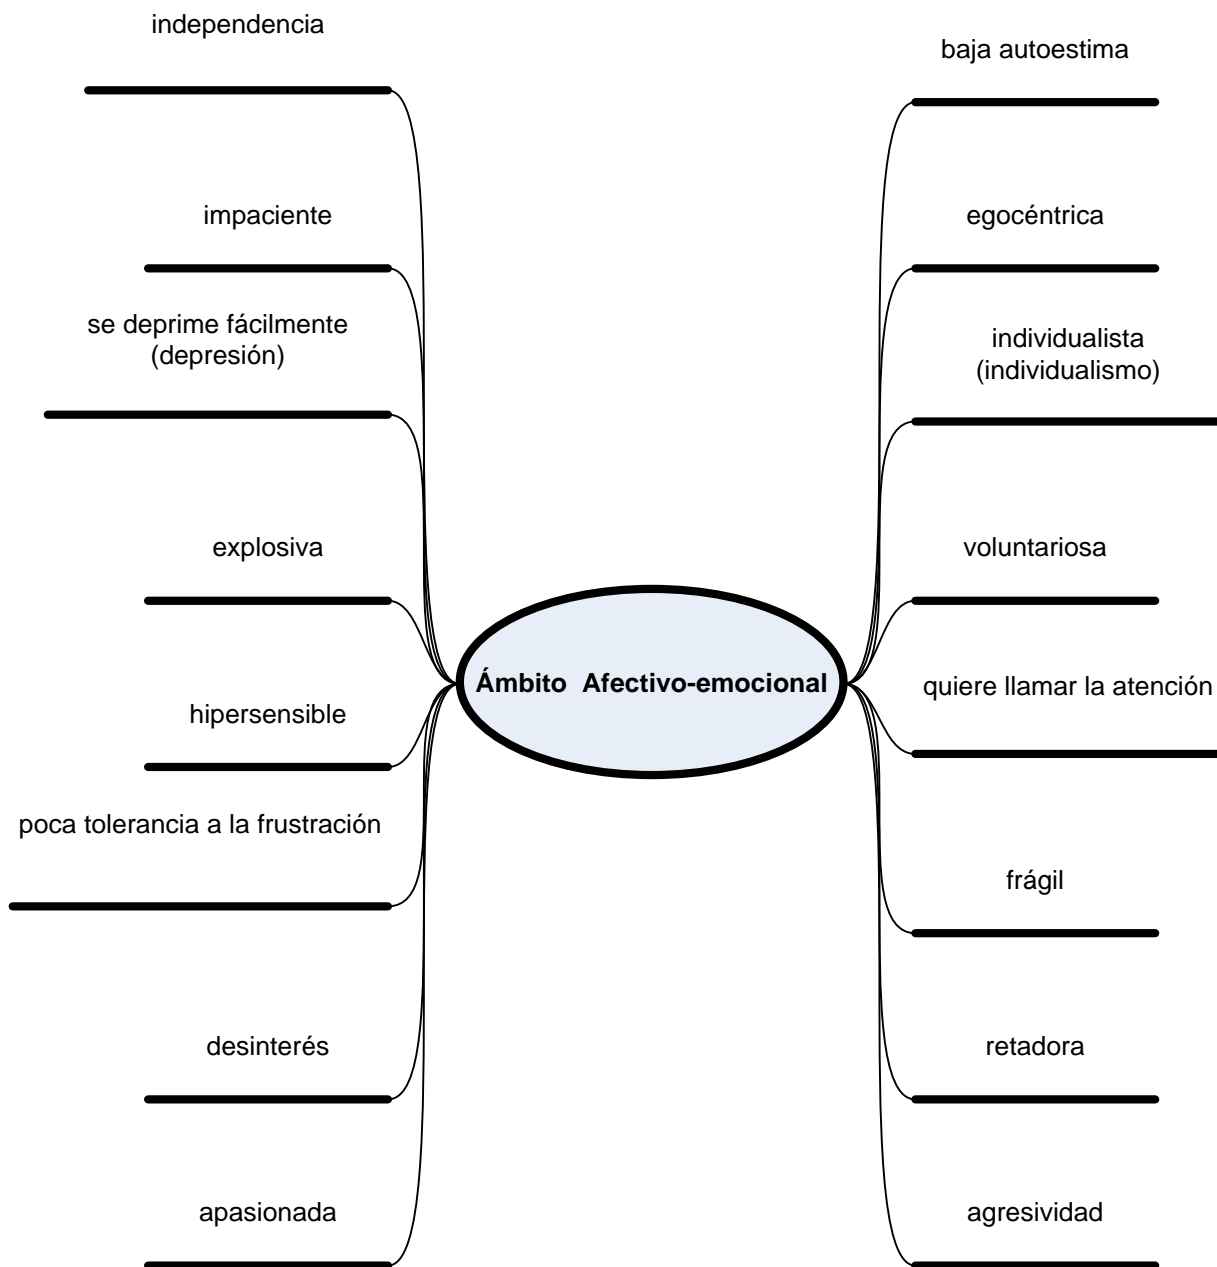 independencia
impaciente
se deprime fácilmente
(depresión)
explosiva
hipersensible
poca tolerancia a la frustración
desinterés
apasionada
Ámbito  Afectivo-emocional
baja autoestima
egocéntrica
individualista
(individualismo)
voluntariosa
quiere llamar la atención
frágil
retadora
agresividad